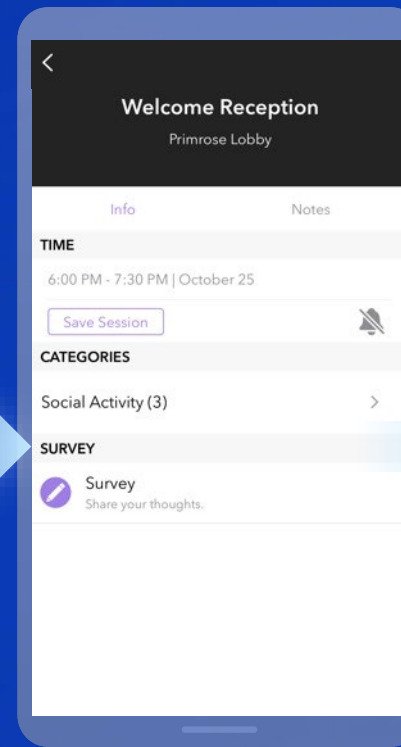 Welcome Reception
Primrose Lobby
Info Notes
TIME
6:00 PM - 7:30 PM | October 25
Save Session
CATEGORIES
Social Activity (3)
SURVEY
Survey
Share your thoughts.